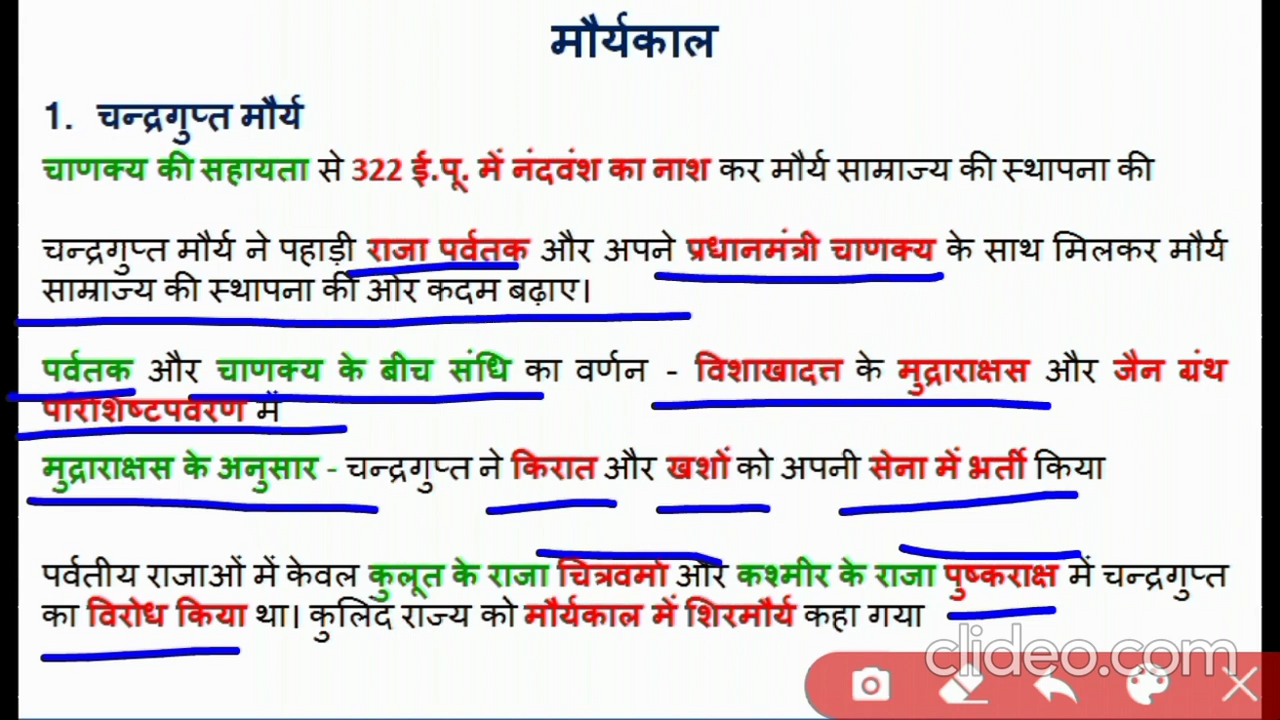 मौर्यकाल
1. चन्द्रगुप्त मौर्य
चाणक्य की सहायता से 322 ई.पू. में नंदवंश का नाश कर मौर्य साम्राज्य की स्थापना की
चन्द्रगुप्त मौर्य ने पहाड़ी राजा पर्वतक और अपने प्रधानमंत्री चाणक्य के साथ मिलकर मौर्य
साम्राज्य की स्थापना की ओर कदम बढ़ाए।
पर्वतक और चाणक्य के बीच संधि का वर्णन - विशाखादत्त के मुद्राराक्षस और जैन ग्रंथ
परिशिष्टपवरण में
मुद्राराक्षस के अनुसार - चन्द्रगुप्त ने किरात और खशों को अपनी सेना में भर्ती किया
पर्वतीय राजाओं में केवल कुलूत के राजा चित्रवर्मा और कश्मीर के राजा पुष्कराक्ष में चन्द्रगुप्त
का विरोध किया था। कुलिंद राज्य को मौर्यकाल में शिरमौर्य कहा गया
clideo.com